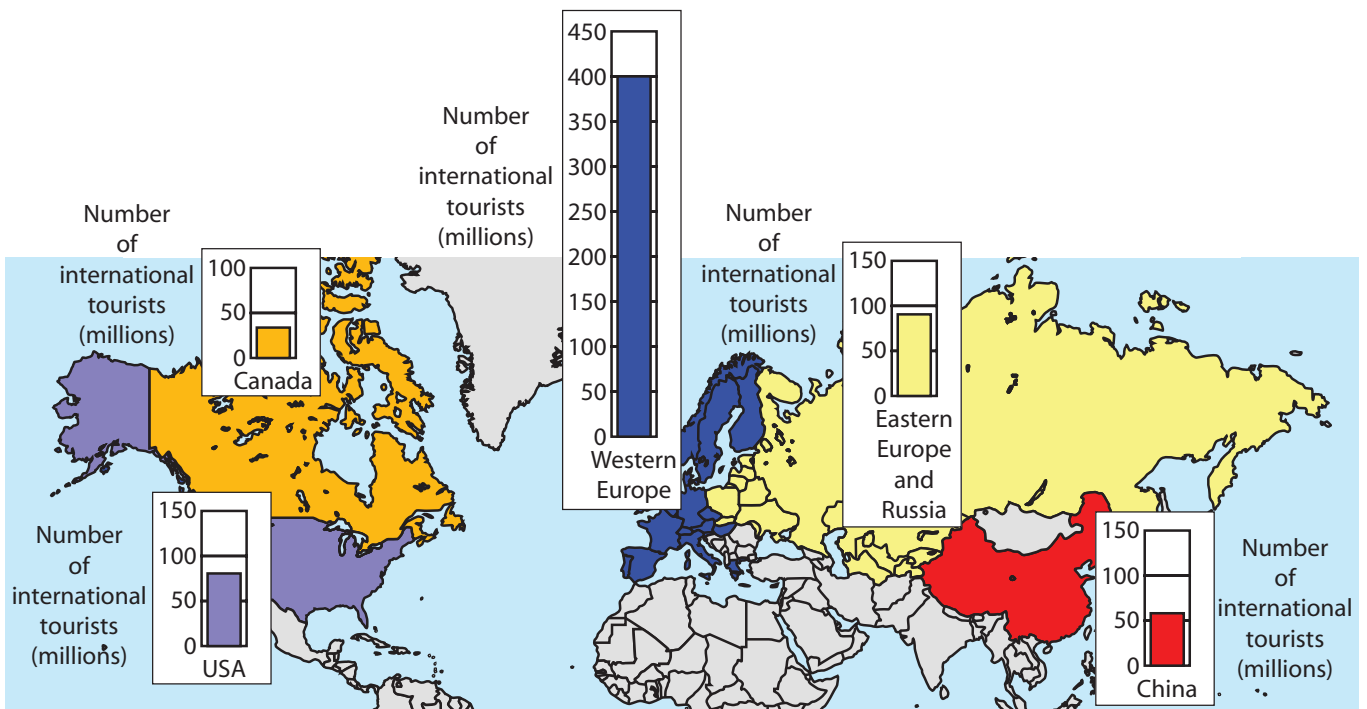 Number
of
international
tourists
(millions)
100
50
0
Canada
Number
of
international
tourists
(millions)
150
100
50
0
USA
Number
of
international
tourists
(millions)
450
400
350
300
250
200
150
100
50
0
Western
Europe
Number
of
international
tourists
(millions)
150
100
50
0
Eastern
Europe
and
Russia
150
100
50
0
China
Number
of
international
tourists
(millions)